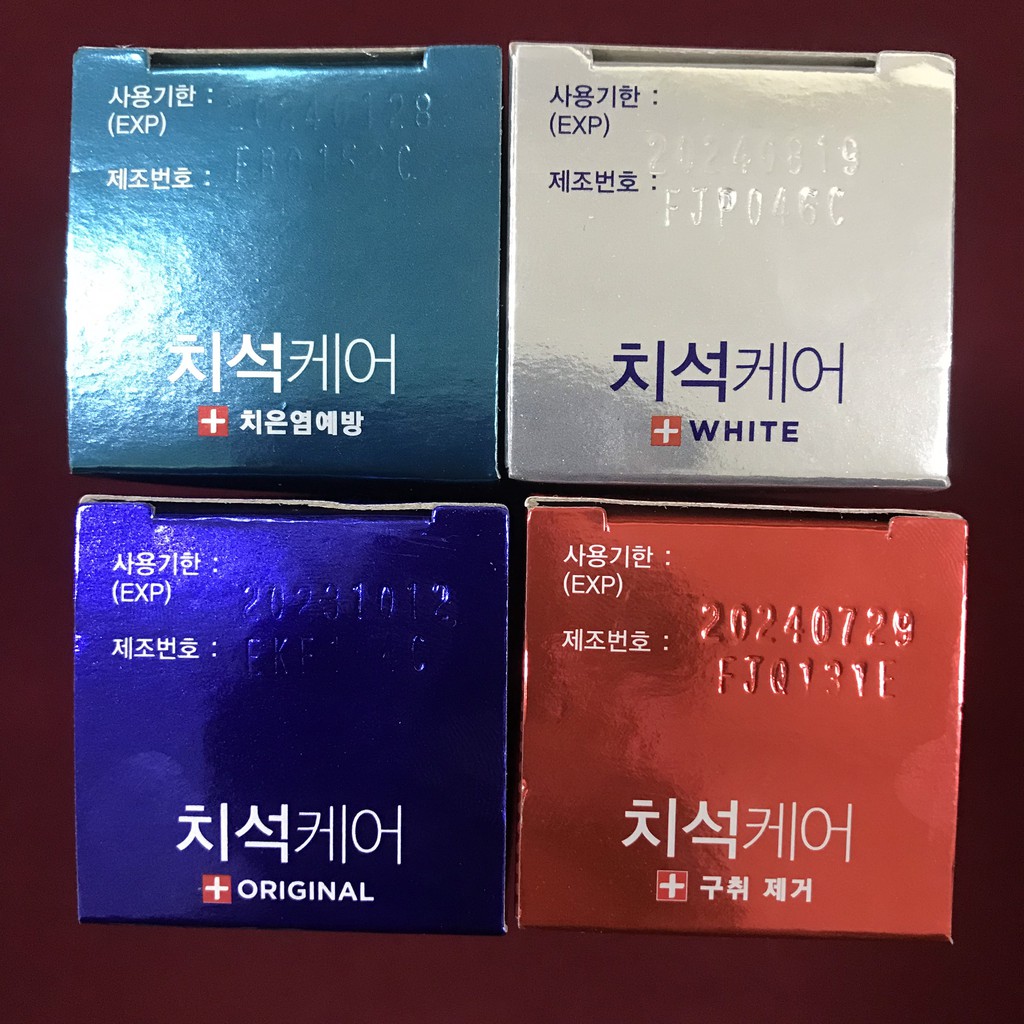 사용기한 :
(EXP)
20240128
제조번호 :
치석케어
치은염예방
사용기한 :
(EXP)
20240819
제조번호 :
FJP046C
치석케어
WHITE
사용기한 :
(EXP)
20231012
제조번호 :
치석케어
ORIGINAL
사용기한 :
(EXP)
20240729
제조번호 :
FJQ131E
치석케어
구취 제거